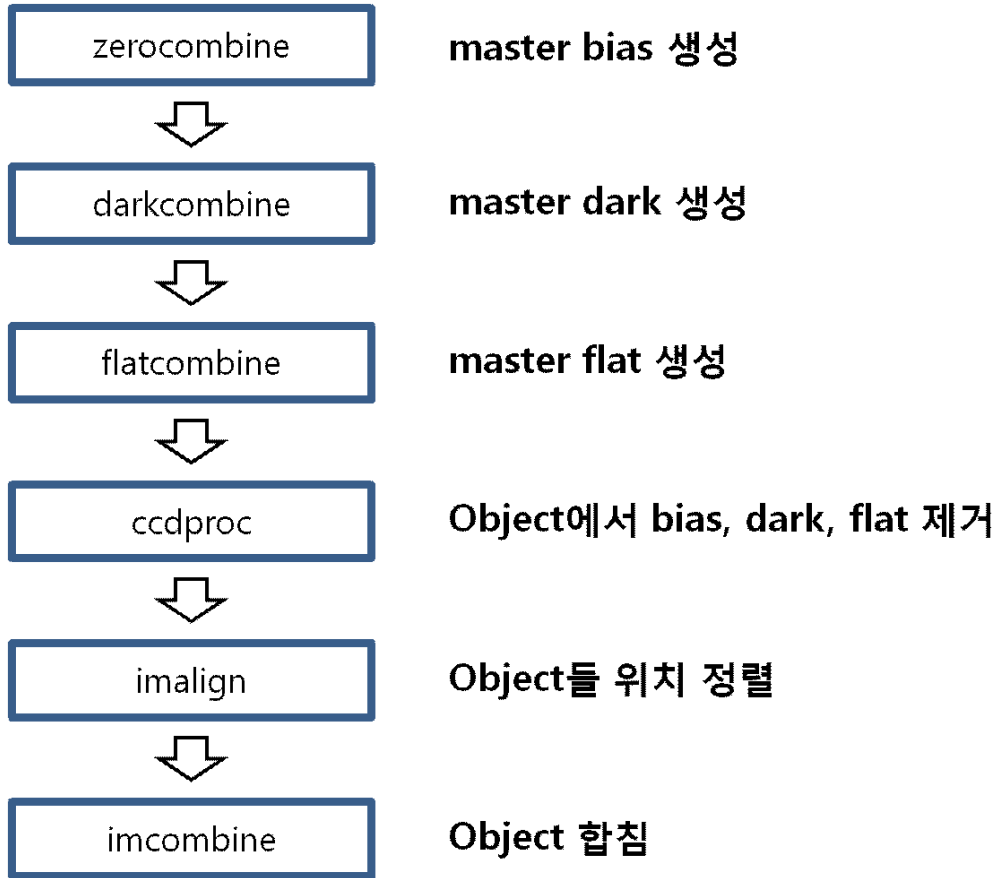 zerocombine
master bias 생성
darkcombine
master dark 생성
flatcombine
master flat 생성
ccdproc
Object에서 bias, dark, flat 제거
imalign
Object들 위치 정렬
imcombine
Object 합침